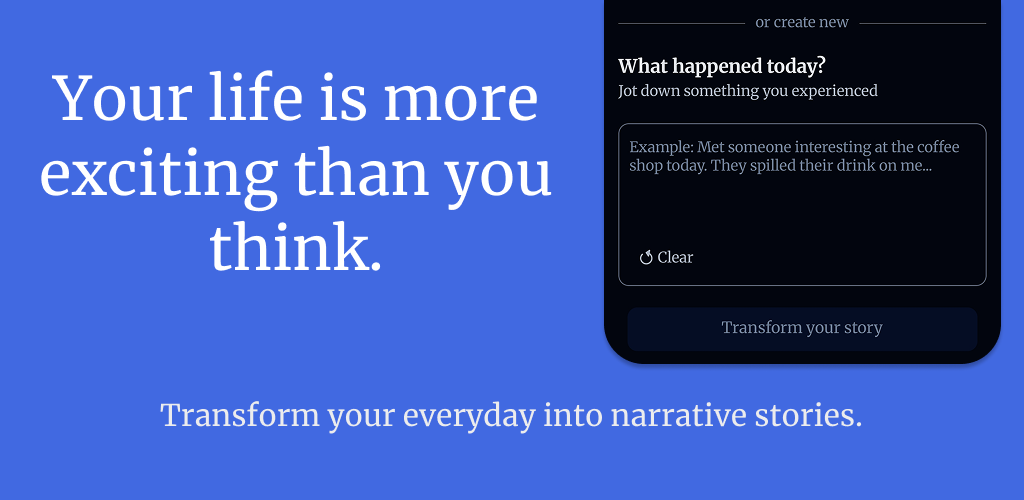 Your life is more
exciting than you
think.
or create new
What happened today?
Jot down something you experienced
Example: Met someone interesting at the coffee
shop today. They spilled their drink on me...
Clear
Transform your story
Transform your everyday into narrative stories.